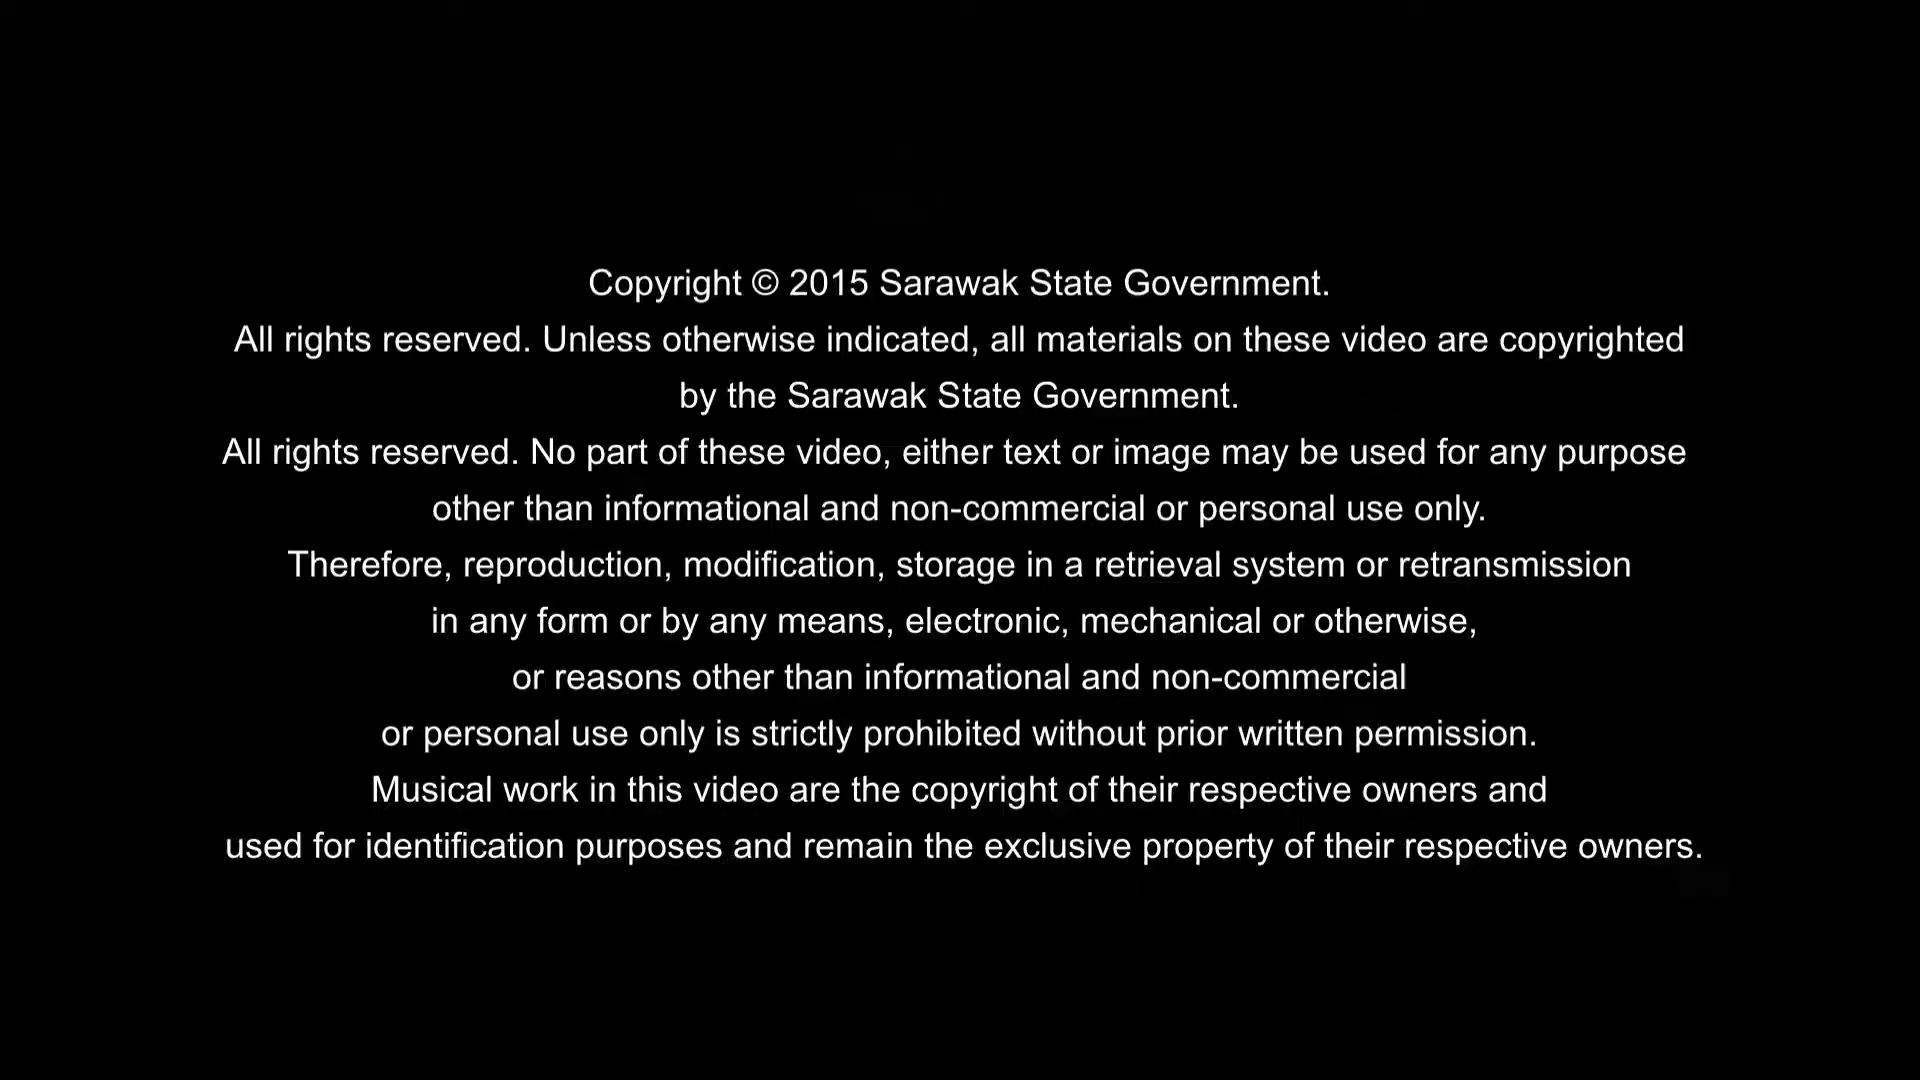 Copyright © 2015 Sarawak State Government.
All rights reserved. Unless otherwise indicated, all materials on these video are copyrighted
by the Sarawak State Government.
All rights reserved. No part of these video, either text or image may be used for any purpose
other than informational and non-commercial or personal use only.
Therefore, reproduction, modification, storage in a retrieval system or retransmission
in any form or by any means, electronic, mechanical or otherwise,
or reasons other than informational and non-commercial
or personal use only is strictly prohibited without prior written permission.
Musical work in this video are the copyright of their respective owners and
used for identification purposes and remain the exclusive property of their respective owners.